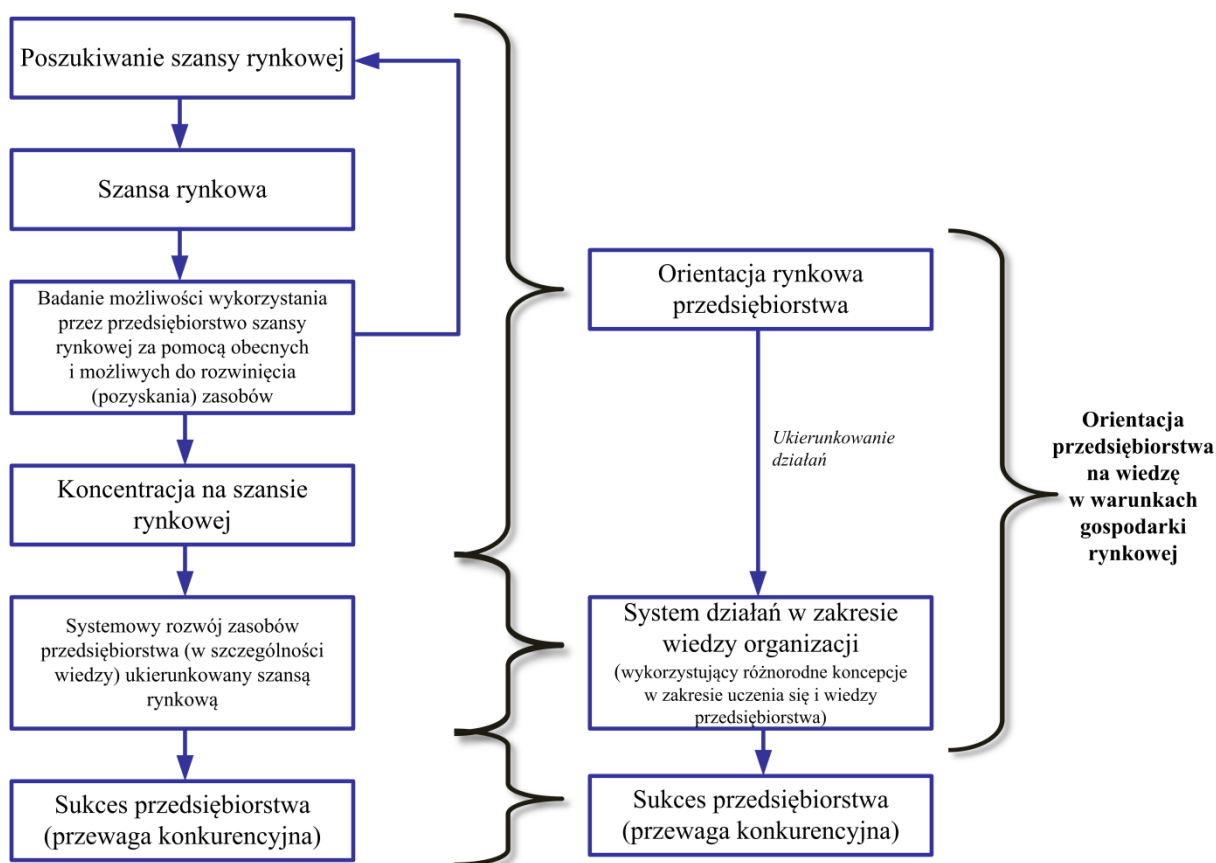 Poszukiwanie szansy rynkowej
Szansa rynkowa
Badanie możliwości wykorzystania
przez przedsiębiorstwo szansy
rynkowej za pomocą obecnych
i możliwych do rozwinięcia
(pozyskania) zasobów
Koncentracja na szansie
rynkowej
Systemowy rozwój zasobów
przedsiębiorstwa (w szczególności
wiedzy) ukierunkowany szansą
rynkową
Sukces przedsiębiorstwa
(przewaga konkurencyjna)
Orientacja rynkowa
przedsiębiorstwa
Ukierunkowanie
działań
System działań w zakresie
wiedzy organizacji
(wykorzystujący różnorodne koncepcje
w zakresie uczenia się i wiedzy
przedsiębiorstwa)
Sukces przedsiębiorstwa
(przewaga konkurencyjna)
Orientacja
przedsiębiorstwa
na wiedzę
w warunkach
gospodarki
rynkowej